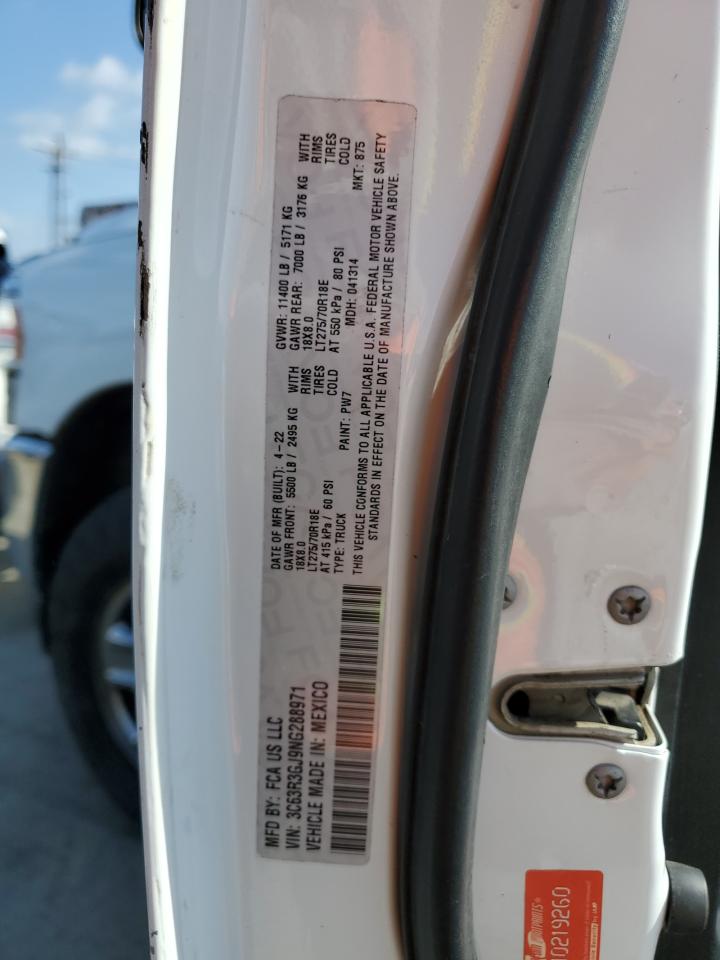 MFD BY: FCA US LLC
DATE OF MFR (BUILT): 4-22
GVWR: 11400 LB / 5171 KG
GAWR FRONT: 5500 LB / 2495 KG
WITH
GAWR REAR: 7000 LB / 3176 KG
WITH
18X8.0
RIMS
18X8.0
RIMS
LT275/70R18E
TIRES
LT275/70R18E
TIRES
AT 415 kPa / 60 PSI
COLD
AT 550 kPa / 80 PSI
COLD
VIN: 3C63R3GJ9NG288971
TYPE: TRUCK
PAINT: PW7
MDH: 041314
MKT: 875
VEHICLE MADE IN: MEXICO
THIS VEHICLE CONFORMS TO ALL APPLICABLE U.S.A. FEDERAL MOTOR VEHICLE SAFETY
STANDARDS IN EFFECT ON THE DATE OF MANUFACTURE SHOWN ABOVE.
0219260